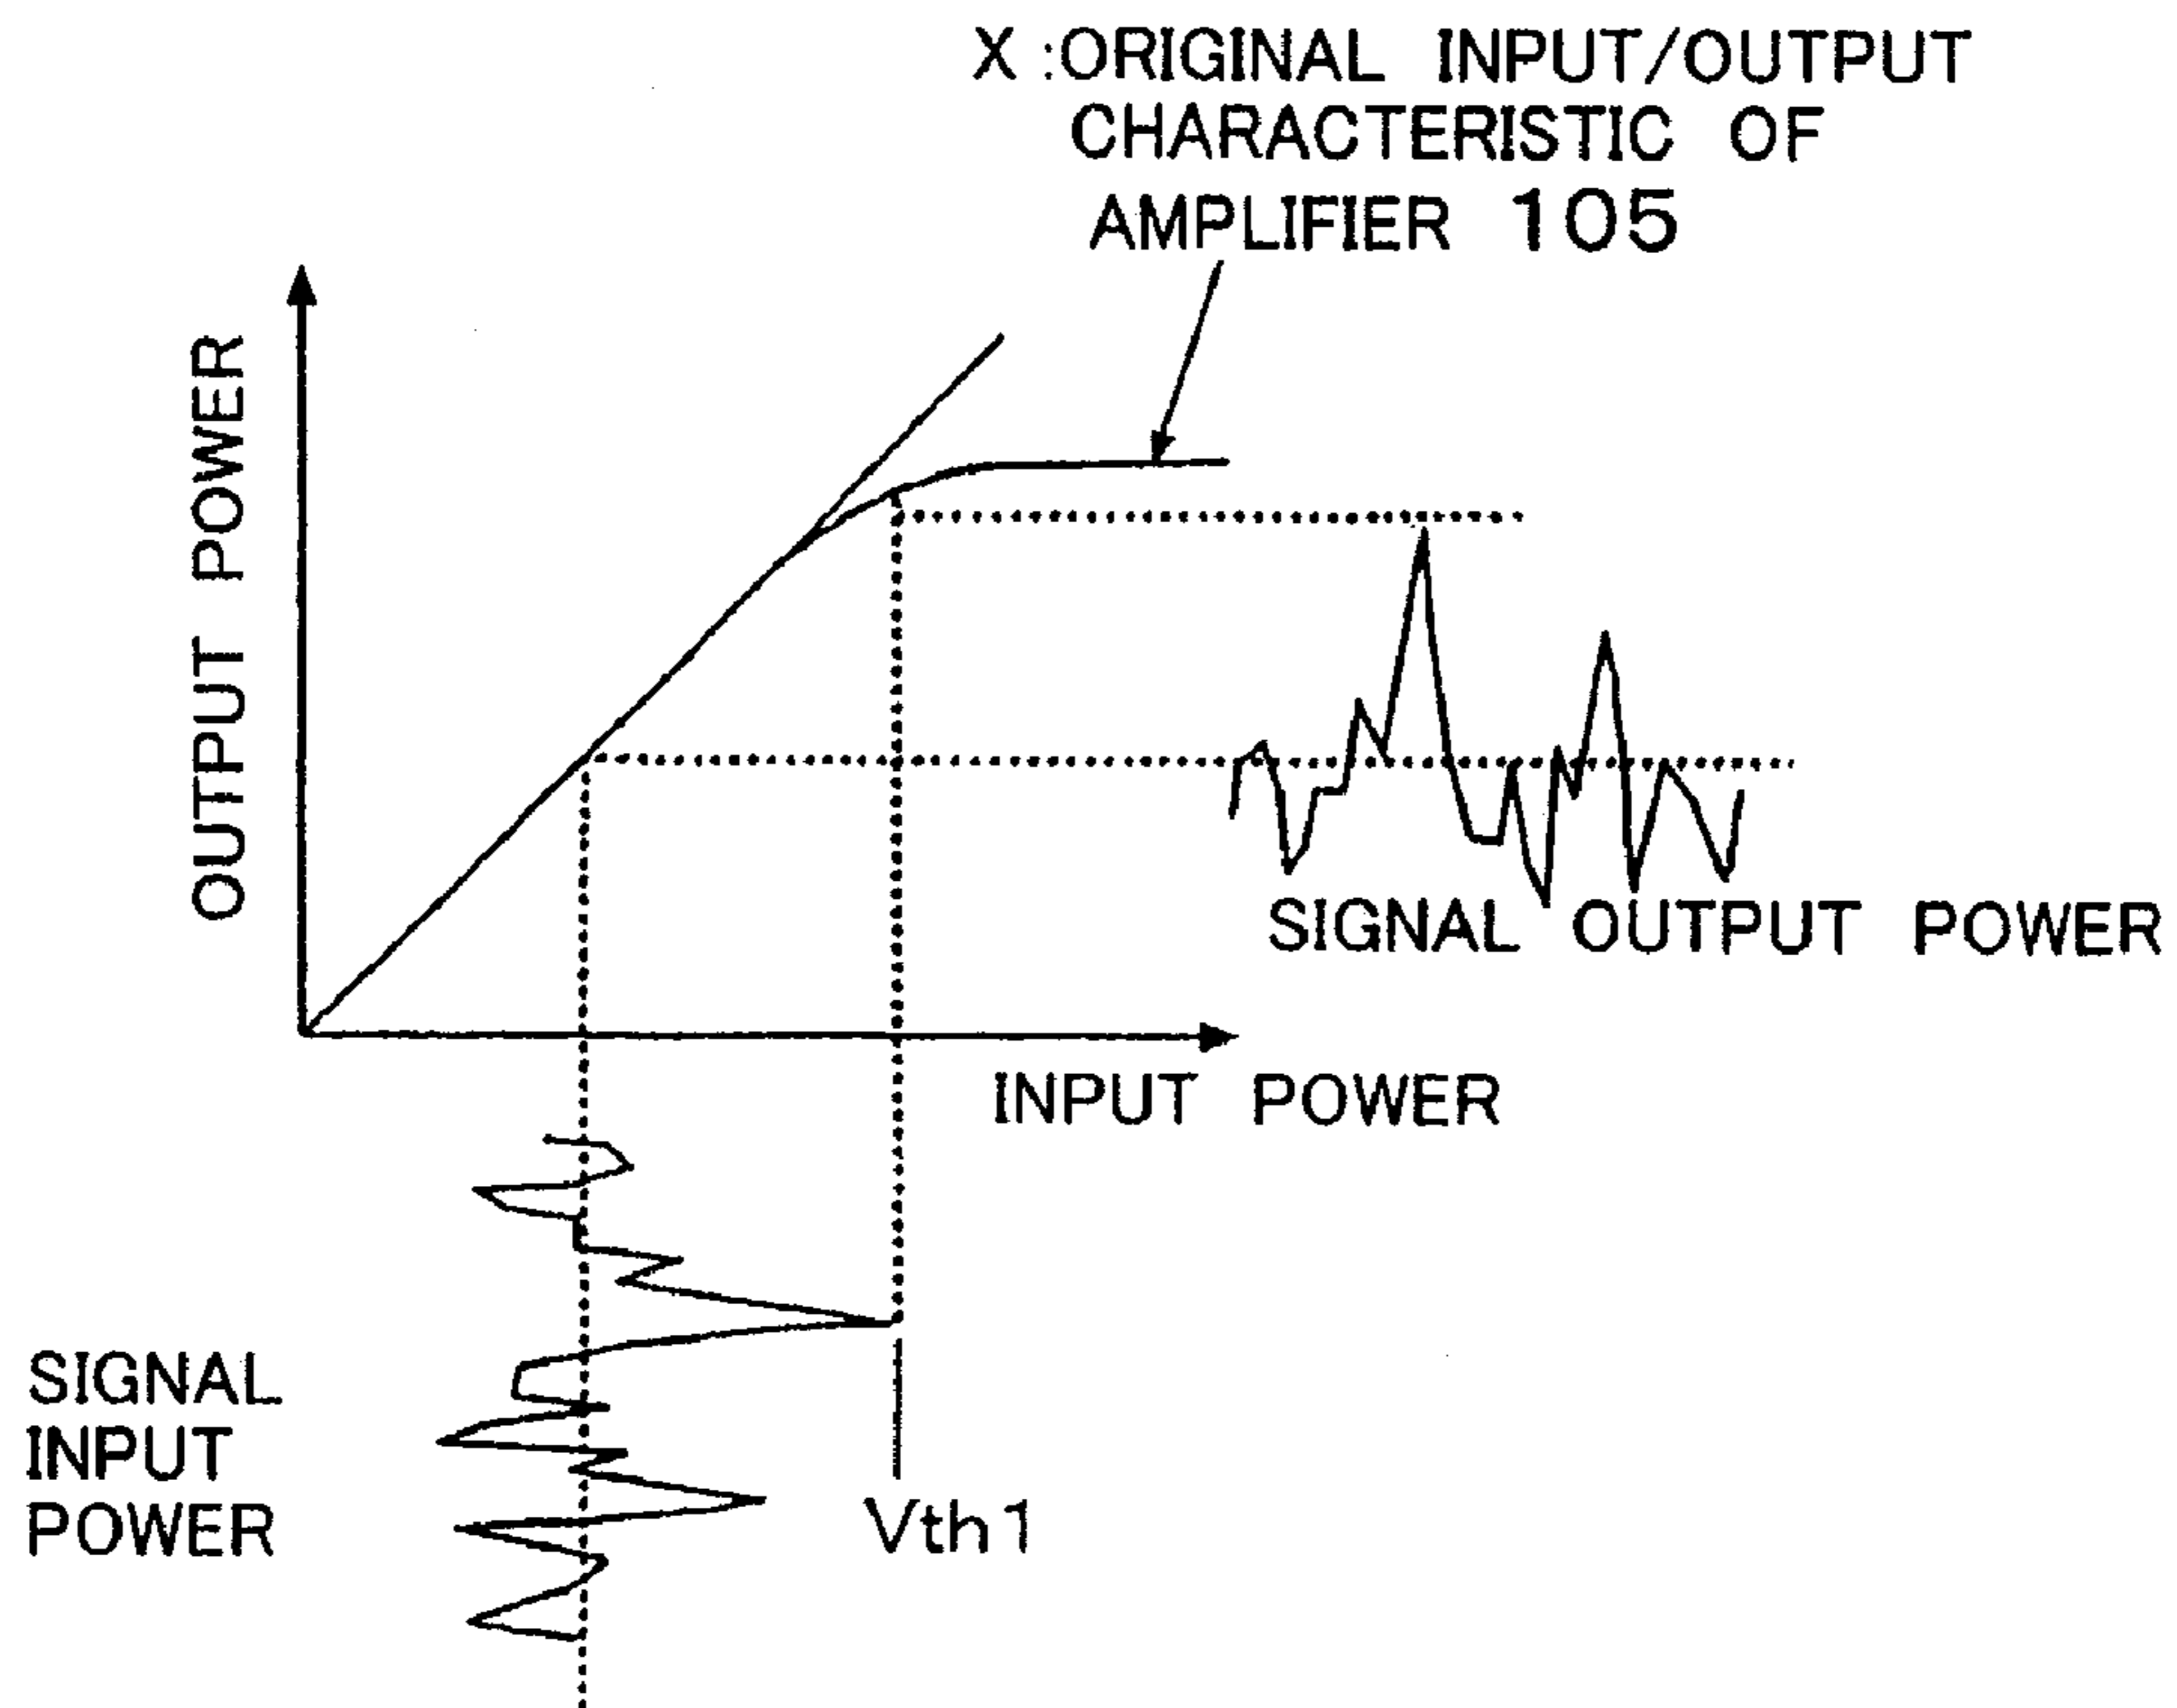 X :ORIGINAL INPUT/OUTPUT
CHARACTERISTIC OF
AMPLIFIER 105
OUTPUT POWER
SIGNAL OUTPUT POWER
INPUT POWER
SIGNAL
INPUT
POWER
Vth1